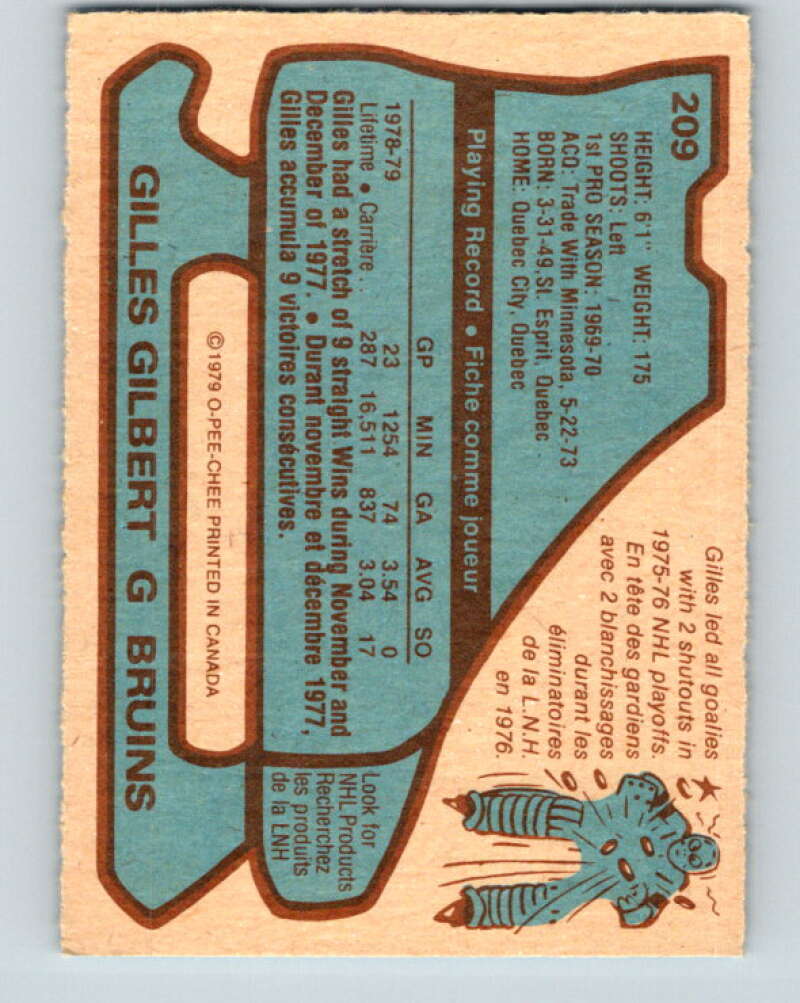 209
HEIGHT: 6'1" WEIGHT: 175
SHOOTS: Left
1st PRO SEASON: 1969-70
ACQ: Trade With Minnesota, 5-22-73
BORN: 3-31-49, St. Esprit, Quebec
HOME: Quebec City, Quebec
Gilles led all goalies
with 2 shutouts in
1975-76 NHL playoffs.
En tête des gardiens
avec 2 blanchissages
durant les
éliminatoires
de la L.N.H.
en 1976.
Playing Record • Fiche comme joueur
GP MIN GA AVG SO
1978-79 23 1254 74 3.54 0
Lifetime • Carrière . . 287 16,511 837 3.04 17
Gilles had a stretch of 9 straight Wins during November and
December of 1977. • Durant novembre et décembre 1977,
Gilles accumula 9 victoires consécutives.
Look for
NHL Products
Recherchez
les produits
de la LNH
©1979 O-PEE-CHEE PRINTED IN CANADA
GILLES GILBERT G BRUINS